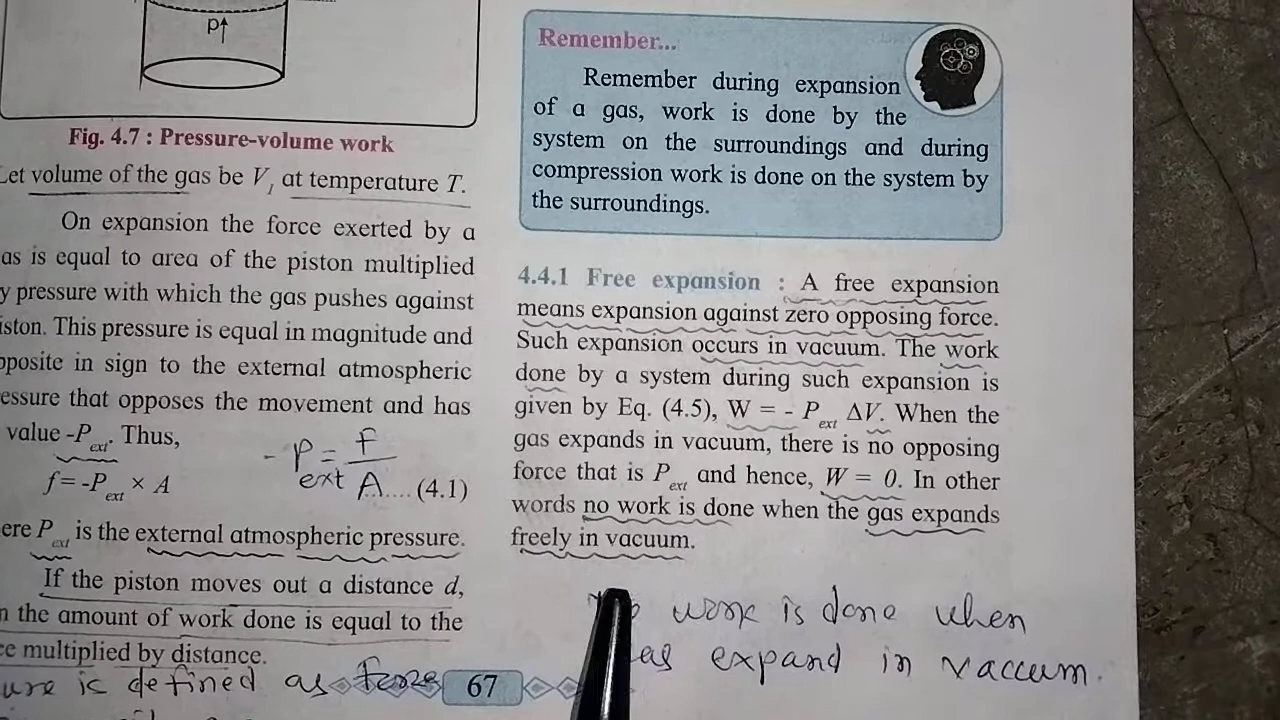 P↑
Fig. 4.7 : Pressure-volume work
Let volume of the gas be V₁ at temperature T.
On expansion the force exerted by a
as is equal to area of the piston multiplied
y pressure with which the gas pushes against
iston. This pressure is equal in magnitude and
pposite in sign to the external atmospheric
essure that opposes the movement and has
value -Pext. Thus,
f = -Pext × A ..... (4.1)
-Pext = f/A
ere Pext is the external atmospheric pressure.
If the piston moves out a distance d,
n the amount of work done is equal to the
ce multiplied by distance.
ure is defined as force
67
Remember...
Remember during expansion
of a gas, work is done by the
system on the surroundings and during
compression work is done on the system by
the surroundings.
4.4.1 Free expansion : A free expansion
means expansion against zero opposing force.
Such expansion occurs in vacuum. The work
done by a system during such expansion is
given by Eq. (4.5), W = - Pext ΔV. When the
gas expands in vacuum, there is no opposing
force that is Pext and hence, W = 0. In other
words no work is done when the gas expands
freely in vacuum.
work is done when
as expand in vaccum.